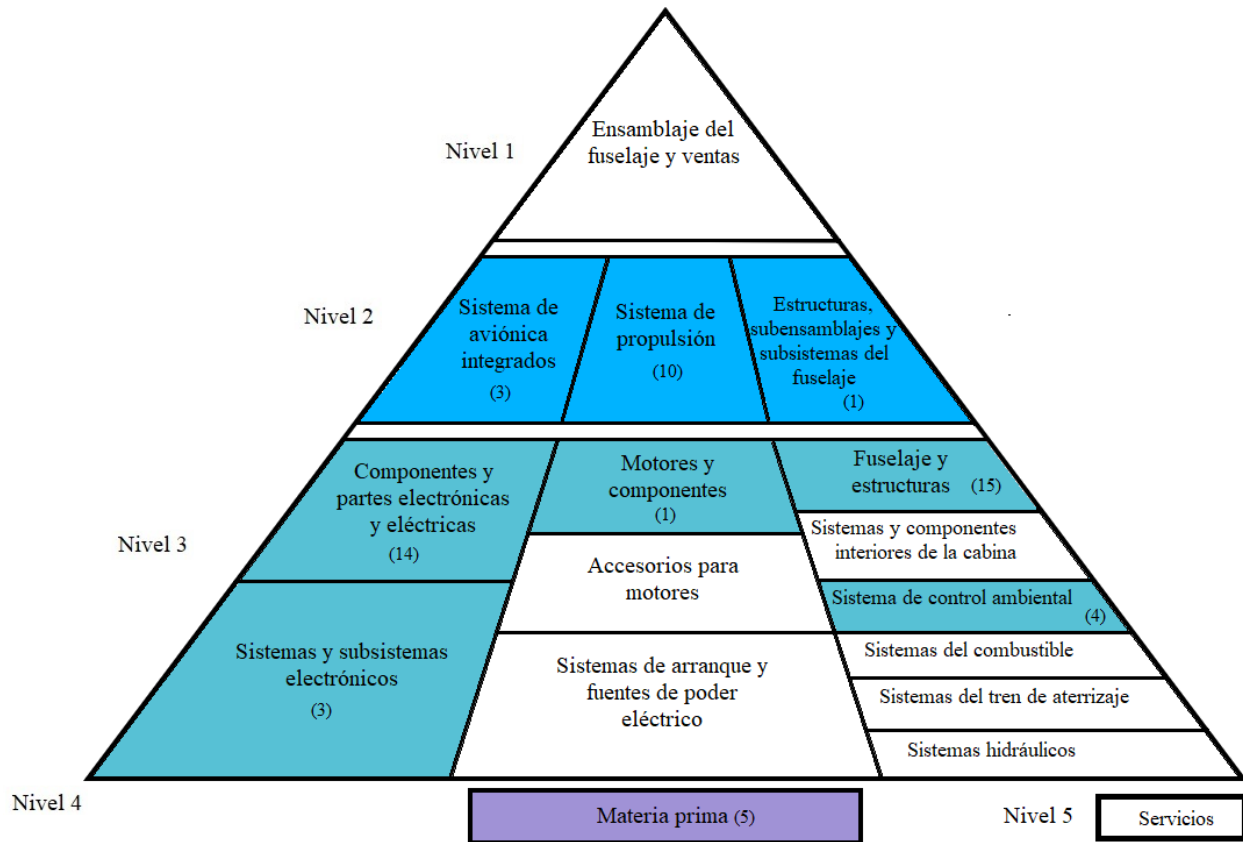 Nivel 1
Ensamblaje del
fuselaje y ventas
Nivel 2
Sistema de
aviónica
integrados
(3)
Sistema de
propulsión
(10)
Estructuras,
subensamblajes y
subsistemas del
fuselaje
(1)
Nivel 3
Componentes y
partes electrónicas
y eléctricas
(14)
Motores y
componentes
(1)
Fuselaje y
estructuras (15)
Sistemas y componentes
interiores de la cabina
Accesorios para
motores
Sistema de control ambiental
(4)
Sistemas y subsistemas
electrónicos
(3)
Sistemas de arranque y
fuentes de poder
eléctrico
Sistemas del combustible
Sistemas del tren de aterrizaje
Sistemas hidráulicos
Nivel 4
Materia prima (5)
Nivel 5
Servicios